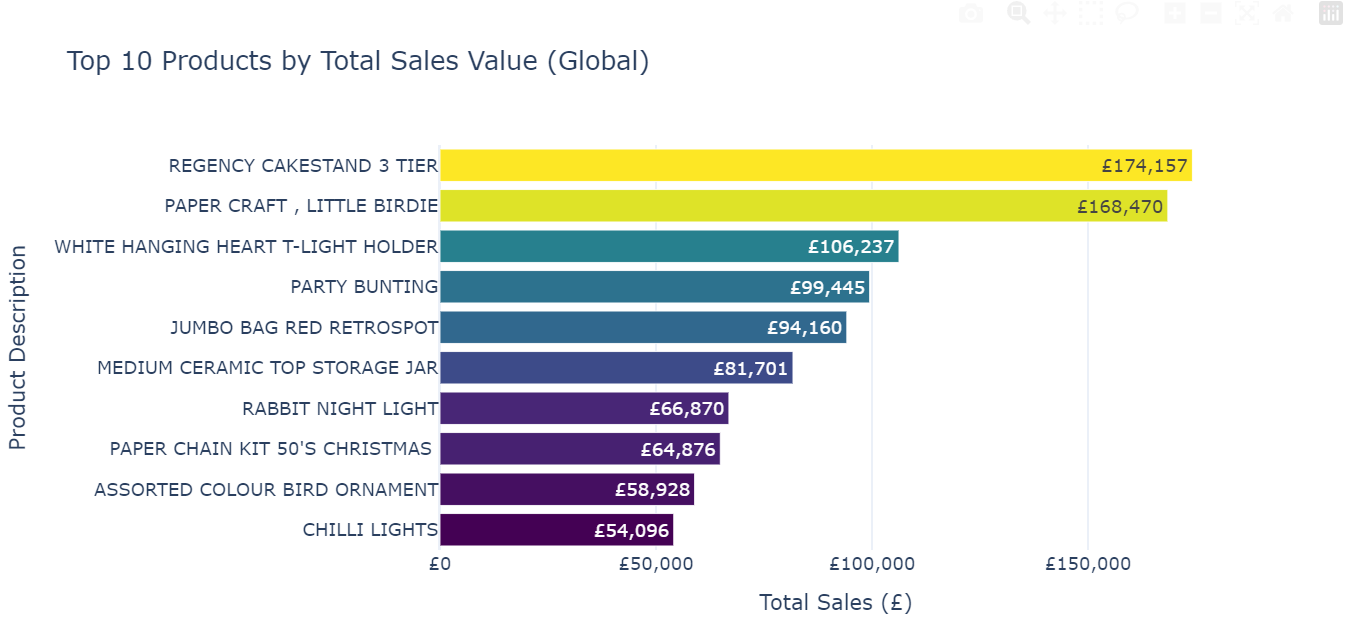 Top 10 Products by Total Sales Value (Global)
Product Description
REGENCY CAKESTAND 3 TIER £174,157
PAPER CRAFT , LITTLE BIRDIE £168,470
WHITE HANGING HEART T-LIGHT HOLDER £106,237
PARTY BUNTING £99,445
JUMBO BAG RED RETROSPOT £94,160
MEDIUM CERAMIC TOP STORAGE JAR £81,701
RABBIT NIGHT LIGHT £66,870
PAPER CHAIN KIT 50'S CHRISTMAS £64,876
ASSORTED COLOUR BIRD ORNAMENT £58,928
CHILLI LIGHTS £54,096
£0 £50,000 £100,000 £150,000
Total Sales (£)